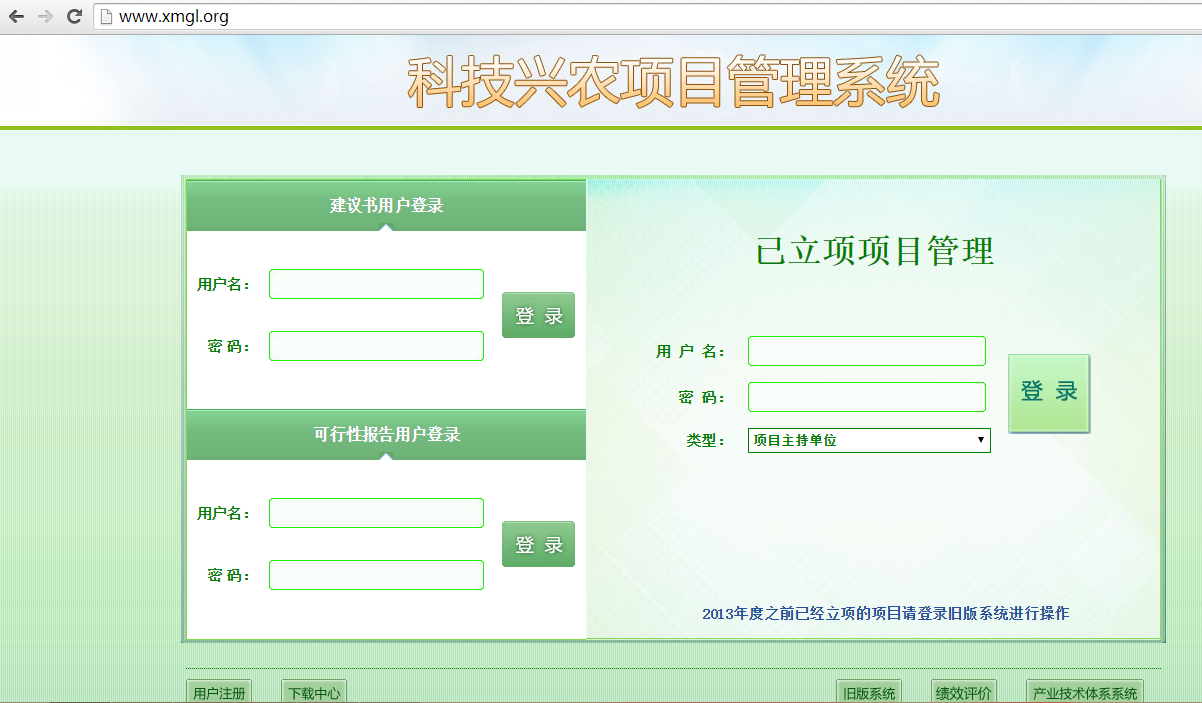 www.xmgl.org
科技兴农项目管理系统
建议书用户登录
用户名：
密 码：
登 录
可行性报告用户登录
用户名：
密 码：
登 录
已立项项目管理
用 户 名：
密 码：
类型：
项目主持单位
登 录
2013年度之前已经立项的项目请登录旧版系统进行操作
用户注册 下载中心 旧版系统 绩效评价 产业技术体系系统